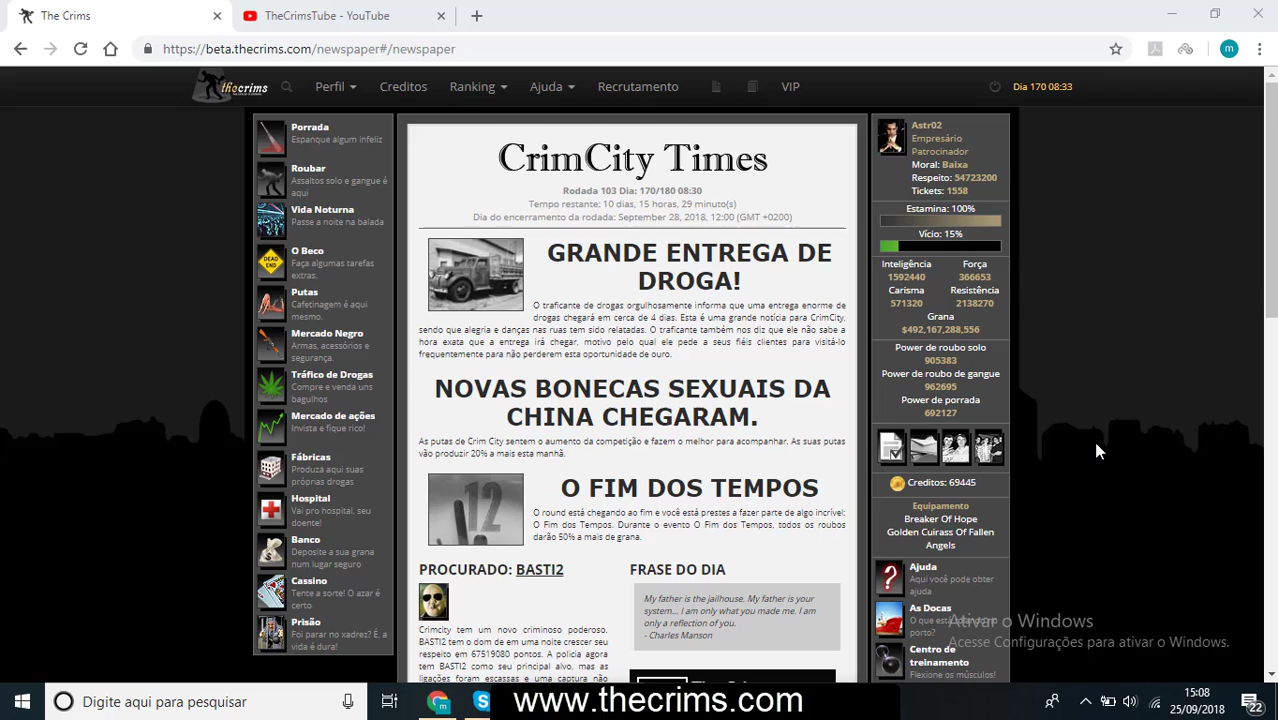 The Crims
TheCrimsTube - YouTube
https://beta.thecrims.com/newspaper#/newspaper
m
thecrims
Perfil
Creditos
Ranking
Ajuda
Recrutamento
VIP
Dia 170 08:33
Porrada
Espanque algum infeliz
Roubar
Assaltos solo e gangue é
aqui
Vida Noturna
Passe a noite na balada
DEAD
END
O Beco
Faça algumas tarefas
extras.
Putas
Cafetinagem é aqui
mesmo.
Mercado Negro
Armas, acessórios e
segurança.
Tráfico de Drogas
Compre e venda uns
bagulhos
Mercado de ações
Invista e fique rico!
Fábricas
Produza aqui suas
próprias drogas
Hospital
Vai pro hospital, seu
doente!
Banco
Deposite a sua grana
num lugar seguro
Cassino
Tente a sorte! O azar é
certo
Prisão
Foi parar no xadrez? É, a
vida é dura!
CrimCity Times
Rodada 103 Dia: 170/180 08:30
Tempo restante: 10 dias, 15 horas, 29 minuto(s)
Dia do encerramento da rodada: September 28, 2018, 12:00 (GMT +0200)
GRANDE ENTREGA DE
DROGA!
O traficante de drogas orgulhosamente informa que uma entrega enorme de
drogas chegará em cerca de 4 dias. Esta é uma grande notícia para CrimCity,
sendo que alegria e danças nas ruas tem sido relatadas. O traficante também nos diz que ele não sabe a
hora exata que a entrega irá chegar, motivo pelo qual ele pede a seus fiéis clientes para visitá-lo
frequentemente para não perderem esta oportunidade de ouro.
NOVAS BONECAS SEXUAIS DA
CHINA CHEGARAM.
As putas de Crim City sentem o aumento da competição e fazem o melhor para acompanhar. As suas putas
vão produzir 20% a mais esta manhã.
12
O FIM DOS TEMPOS
O round está chegando ao fim e você está prestes a fazer parte de algo incrível:
O Fim dos Tempos. Durante o evento O Fim dos Tempos, todos os roubos
darão 50% a mais de grana.
PROCURADO: BASTI2
Crimcity tem um novo criminoso poderoso.
BASTI2 tem o dom de em uma noite crescer seu
respeito em 67519080 pontos. A policia agora
tem BASTI2 como seu principal alvo, mas as
ligações foram escassas e uma captura não
FRASE DO DIA
My father is the jailhouse. My father is your
system... I am only what you made me. I am
only a reflection of you.
- Charles Manson
Astr02
Empresário
Patrocinador
Moral: Baixa
Respeito: 54723200
Tickets: 1558
Estamina: 100%
Vício: 15%
Inteligência Força
1592440 366653
Carisma Resistência
571320 2138270
Grana
$492,167,288,556
Power de roubo solo
905383
Power de roubo de gangue
962695
Power de porrada
692127
Creditos: 69445
Equipamento
Breaker Of Hope
Golden Cuirass Of Fallen
Angels
Ajuda
Aqui você pode obter
ajuda
As Docas
porto?
Centro de
treinamento
Flexione os músculos!
Ativar o Windows
Acesse Configurações para ativar o Windows.
Digite aqui para pesquisar
www.thecrims.com
15:08
25/09/2018
22